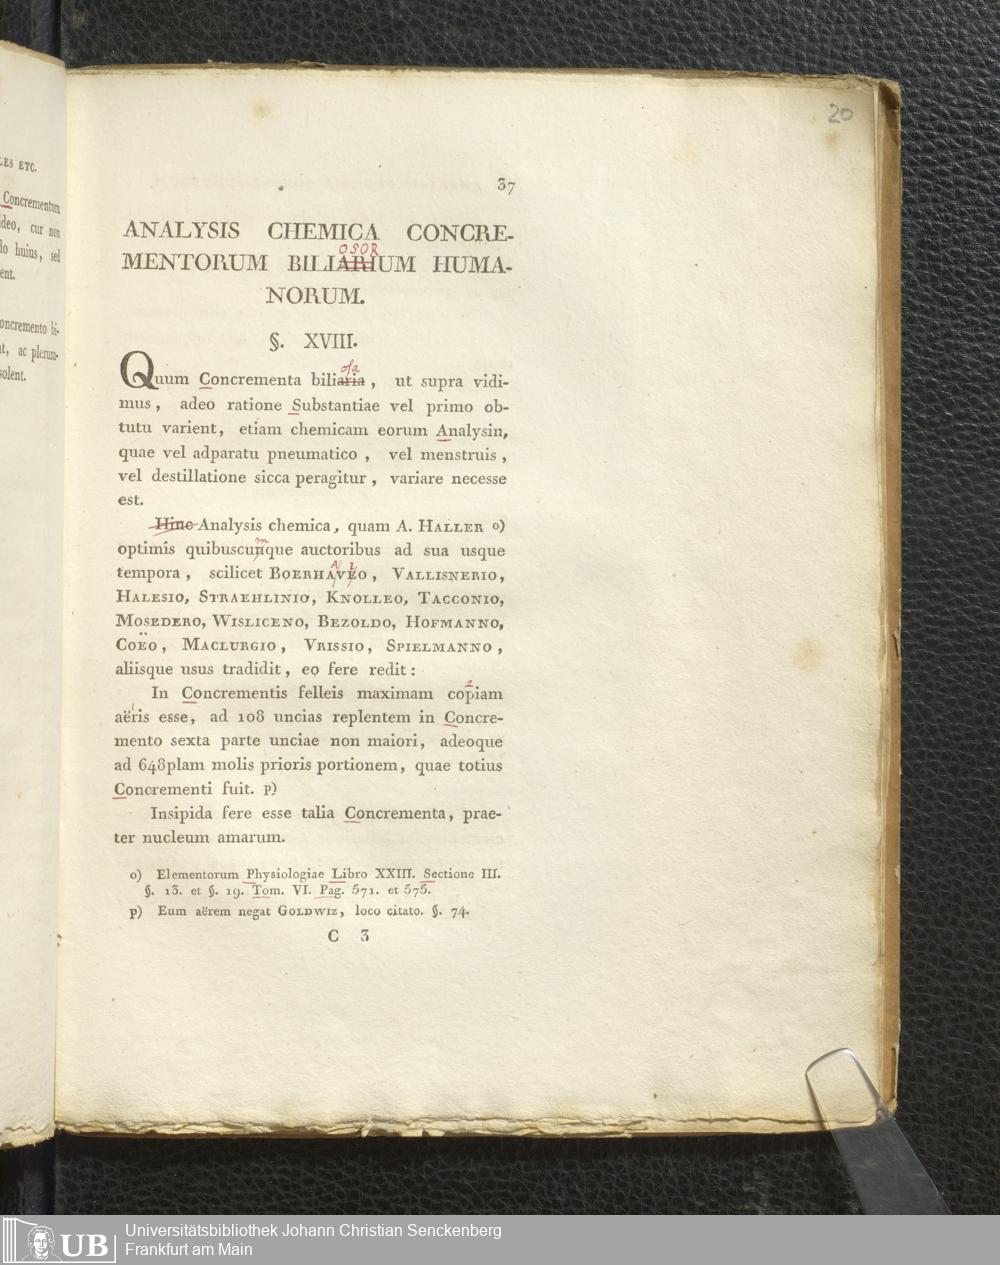 LES ETC.
Concrementum
ideo, cur non
do huius, sed
ent.
oncremento bi-
nt, ac plerum-
solent.
20
37
ANALYSIS CHEMICA CONCRE-
OSOR
MENTORUM BILIARIUM HUMA-
NORUM.
§. XVIII.
osa
Quum Concrementa biliaria, ut supra vidi-
mus, adeo ratione Substantiae vel primo ob-
tutu varient, etiam chemicam eorum Analysin,
quae vel adparatu pneumatico, vel menstruis,
vel destillatione sicca peragitur, variare necesse
est.
Hinc Analysis chemica, quam A. HALLER o)
m
optimis quibuscunque auctoribus ad sua usque
tempora, scilicet BOERHAVEO, VALLISNERIO,
HALESIO, STRAEHLINIO, KNOLLEO, TACCONIO,
MOSEDERO, WISLICENO, BEZOLDO, HOFMANNO,
COËO, MACLURGIO, VRISSIO, SPIELMANNO,
aliisque usus tradidit, eo fere redit:
In Concrementis felleis maximam copiam
aëris esse, ad 108 uncias replentem in Concre-
mento sexta parte unciae non maiori, adeoque
ad 648plam molis prioris portionem, quae totius
Concrementi fuit. p)
Insipida fere esse talia Concrementa, prae-
ter nucleum amarum.
o) Elementorum Physiologiae Libro XXIII. Sectione III.
§. 13. et §. 19. Tom. VI. Pag. 571. et 575.
p) Eum aërem negat GOLDWIZ, loco citato. §. 74.
C 3
UB
Universitätsbibliothek Johann Christian Senckenberg
Frankfurt am Main